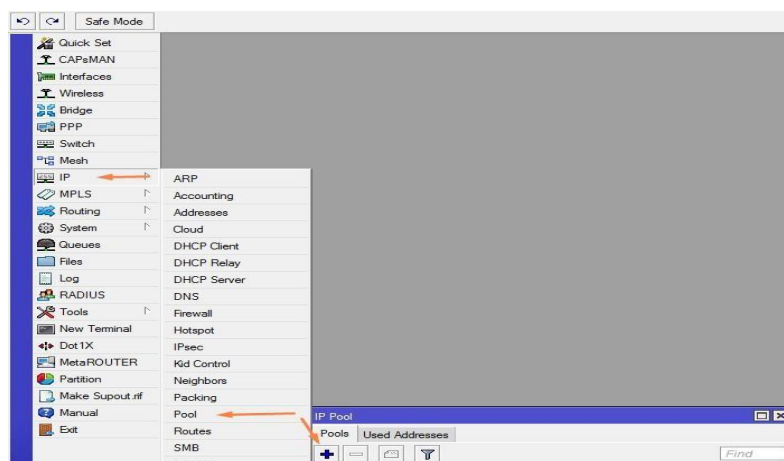 Safe Mode
Quick Set
CAPsMAN
Interfaces
Wireless
Bridge
PPP
Switch
Mesh
IP
MPLS
Routing
System
Queues
Files
Log
RADIUS
Tools
New Terminal
Dot1X
MetaROUTER
Partition
Make Supout.rif
Manual
Exit
ARP
Accounting
Addresses
Cloud
DHCP Client
DHCP Relay
DHCP Server
DNS
Firewall
Hotspot
IPsec
Kid Control
Neighbors
Packing
Pool
Routes
SMB
IP Pool
Pools Used Addresses
Find